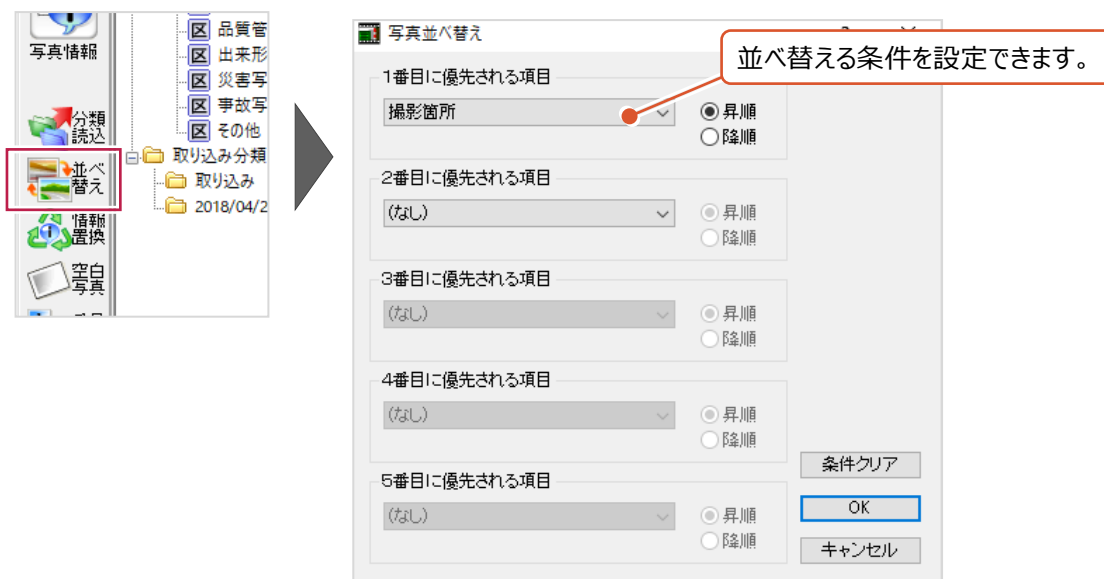 写真情報
分類
読込
並べ
替え
情報
置換
空白
写真
区 品質管
区 出来形
区 災害写
区 事故写
区 その他
取り込み分類
取り込み
2018/04/2
写真並べ替え
並べ替える条件を設定できます。
1番目に優先される項目
撮影箇所
昇順
降順
2番目に優先される項目
(なし)
昇順
降順
3番目に優先される項目
(なし)
昇順
降順
4番目に優先される項目
(なし)
昇順
降順
5番目に優先される項目
(なし)
昇順
降順
条件クリア
OK
キャンセル